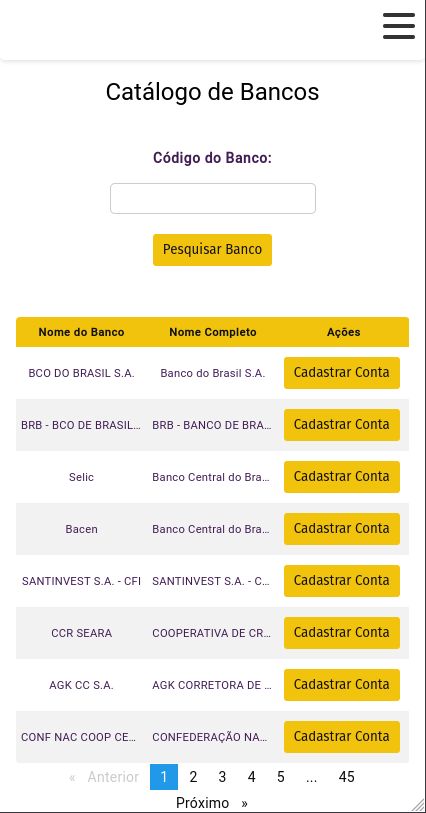 Catálogo de Bancos
Código do Banco:
Pesquisar Banco
Nome do Banco Nome Completo Ações
BCO DO BRASIL S.A. Banco do Brasil S.A. Cadastrar Conta
BRB - BCO DE BRASIL... BRB - BANCO DE BRA... Cadastrar Conta
Selic Banco Central do Bra... Cadastrar Conta
Bacen Banco Central do Bra... Cadastrar Conta
SANTINVEST S.A. - CFI SANTINVEST S.A. - C... Cadastrar Conta
CCR SEARA COOPERATIVA DE CR... Cadastrar Conta
AGK CC S.A. AGK CORRETORA DE ... Cadastrar Conta
CONF NAC COOP CE... CONFEDERAÇÃO NA... Cadastrar Conta
« Anterior 1 2 3 4 5 ... 45
Próximo »